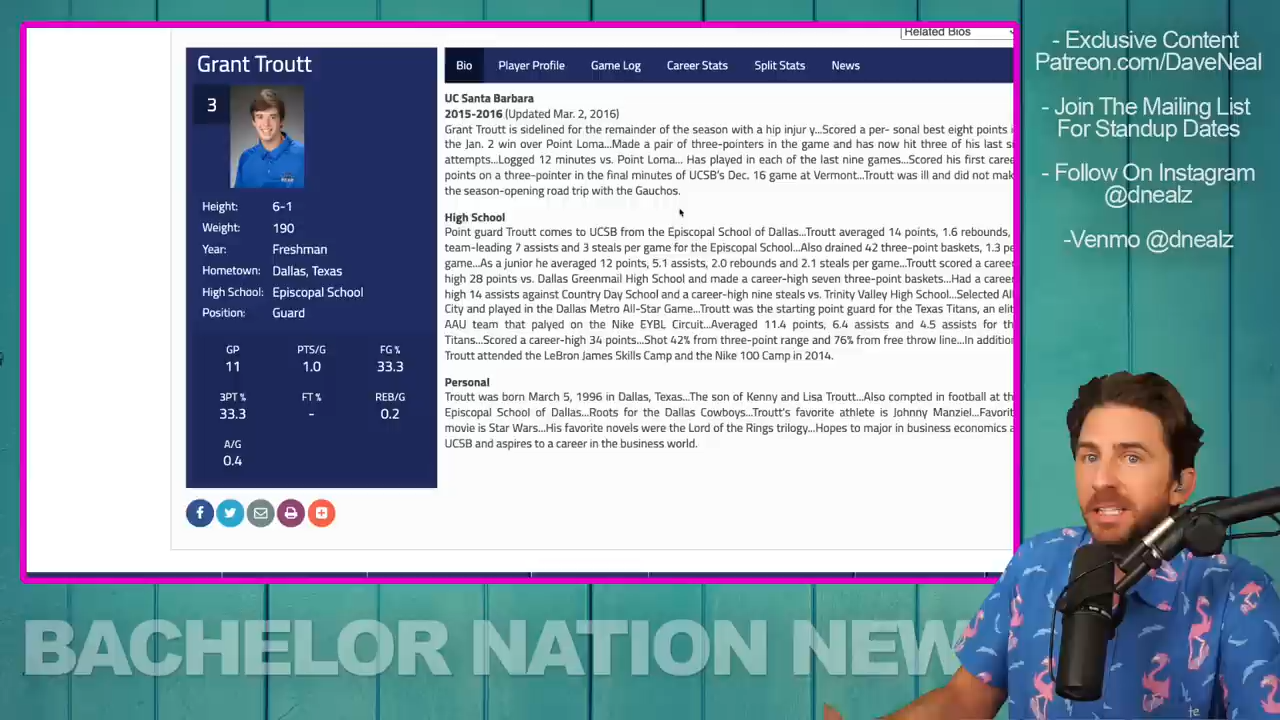 Related Bios
Grant Troutt
3
Height: 6-1
Weight: 190
Year: Freshman
Hometown: Dallas, Texas
High School: Episcopal School
Position: Guard
GP PTS/G FG %
11 1.0 33.3
3PT % FT % REB/G
33.3 - 0.2
A/G
0.4
Bio Player Profile Game Log Career Stats Split Stats News
UC Santa Barbara
2015-2016 (Updated Mar. 2, 2016)
Grant Troutt is sidelined for the remainder of the season with a hip injur y...Scored a per- sonal best eight points i
the Jan. 2 win over Point Loma...Made a pair of three-pointers in the game and has now hit three of his last s
attempts...Logged 12 minutes vs. Point Loma... Has played in each of the last nine games...Scored his first caree
points on a three-pointer in the final minutes of UCSB's Dec. 16 game at Vermont...Troutt was ill and did not mak
the season-opening road trip with the Gauchos.
High School
Point guard Troutt comes to UCSB from the Episcopal School of Dallas...Troutt averaged 14 points, 1.6 rebounds,
team-leading 7 assists and 3 steals per game for the Episcopal School...Also drained 42 three-point baskets, 1.3 pe
game...As a junior he averaged 12 points, 5.1 assists, 2.0 rebounds and 2.1 steals per game...Troutt scored a career
high 28 points vs. Dallas Greenmail High School and made a career-high seven three-point baskets...Had a career
high 14 assists against Country Day School and a career-high nine steals vs. Trinity Valley High School...Selected All
City and played in the Dallas Metro All-Star Game...Troutt was the starting point guard for the Texas Titans, an elit
AAU team that palyed on the Nike EYBL Circuit...Averaged 11.4 points, 6.4 assists and 4.5 assists for th
Titans...Scored a career-high 34 points...Shot 42% from three-point range and 76% from free throw line...In addition
Troutt attended the LeBron James Skills Camp and the Nike 100 Camp in 2014.
Personal
Troutt was born March 5, 1996 in Dallas, Texas...The son of Kenny and Lisa Troutt...Also compted in football at th
Episcopal School of Dallas...Roots for the Dallas Cowboys...Troutt's favorite athlete is Johnny Manziel...Favorit
movie is Star Wars...His favorite novels were the Lord of the Rings trilogy...Hopes to major in business economics a
UCSB and aspires to a career in the business world.
- Exclusive Content
Patreon.com/DaveNeal
- Join The Mailing List
For Standup Dates
- Follow On Instagram
@dnealz
-Venmo @dnealz
BACHELOR NATION NEW